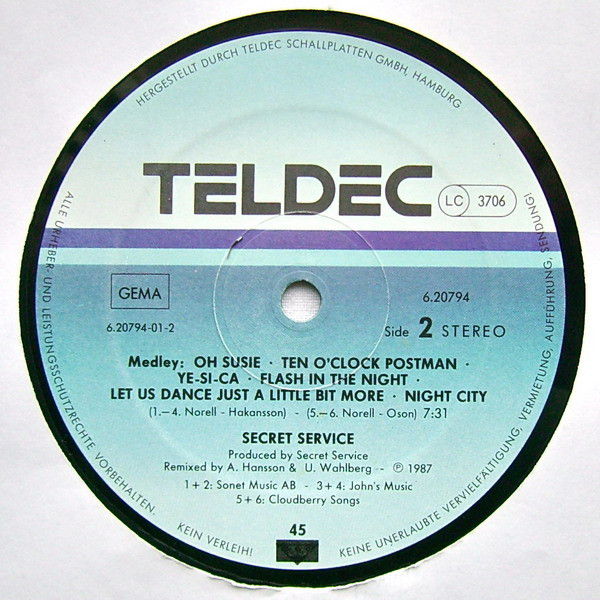 HERGESTELLT DURCH TELDEC SCHALLPLATTEN GMBH, HAMBURG
TELDEC
LC 3706
GEMA
6.20794
6.20794-01-2
Side 2 STEREO
Medley: OH SUSIE · TEN O'CLOCK POSTMAN ·
YE-SI-CA · FLASH IN THE NIGHT ·
LET US DANCE JUST A LITTLE BIT MORE · NIGHT CITY
(1.–4. Norell - Hakansson) - (5.–6. Norell - Oson) 7:31
SECRET SERVICE
Produced by Secret Service
Remixed by A. Hansson & U. Wahlberg - ℗ 1987
1 + 2: Sonet Music AB - 3 + 4: John's Music
5 + 6: Cloudberry Songs
45
ALLE URHEBER- UND LEISTUNGSSCHUTZRECHTE VORBEHALTEN.
KEIN VERLEIH!
KEINE UNERLAUBTE VERVIELFÄLTIGUNG, VERMIETUNG, AUFFÜHRUNG, SENDUNG!